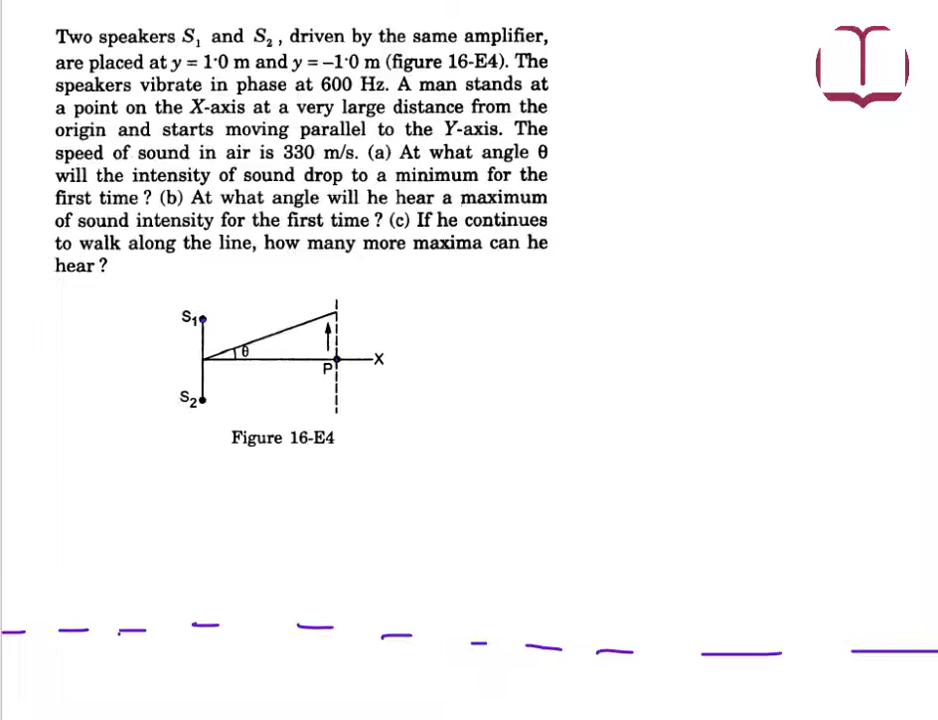 Two speakers S₁ and S₂, driven by the same amplifier,
are placed at y = 1·0 m and y = –1·0 m (figure 16-E4). The
speakers vibrate in phase at 600 Hz. A man stands at
a point on the X-axis at a very large distance from the
origin and starts moving parallel to the Y-axis. The
speed of sound in air is 330 m/s. (a) At what angle θ
will the intensity of sound drop to a minimum for the
first time ? (b) At what angle will he hear a maximum
of sound intensity for the first time ? (c) If he continues
to walk along the line, how many more maxima can he
hear ?
S₁
θ
X
P
S₂
Figure 16-E4